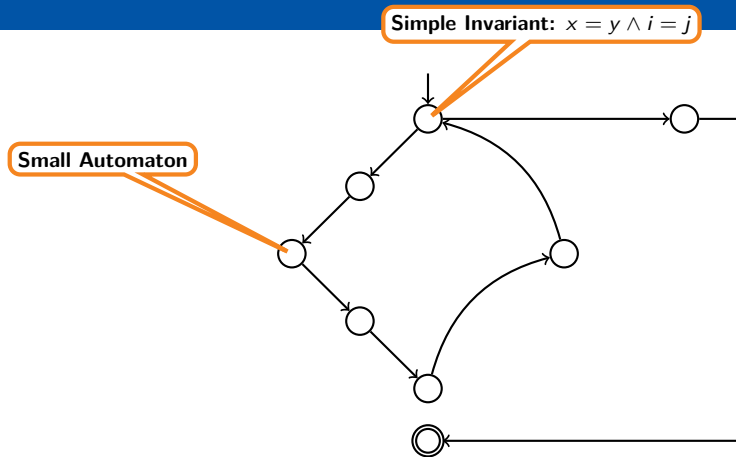 Simple Invariant: x = y ∧ i = j
Small Automaton